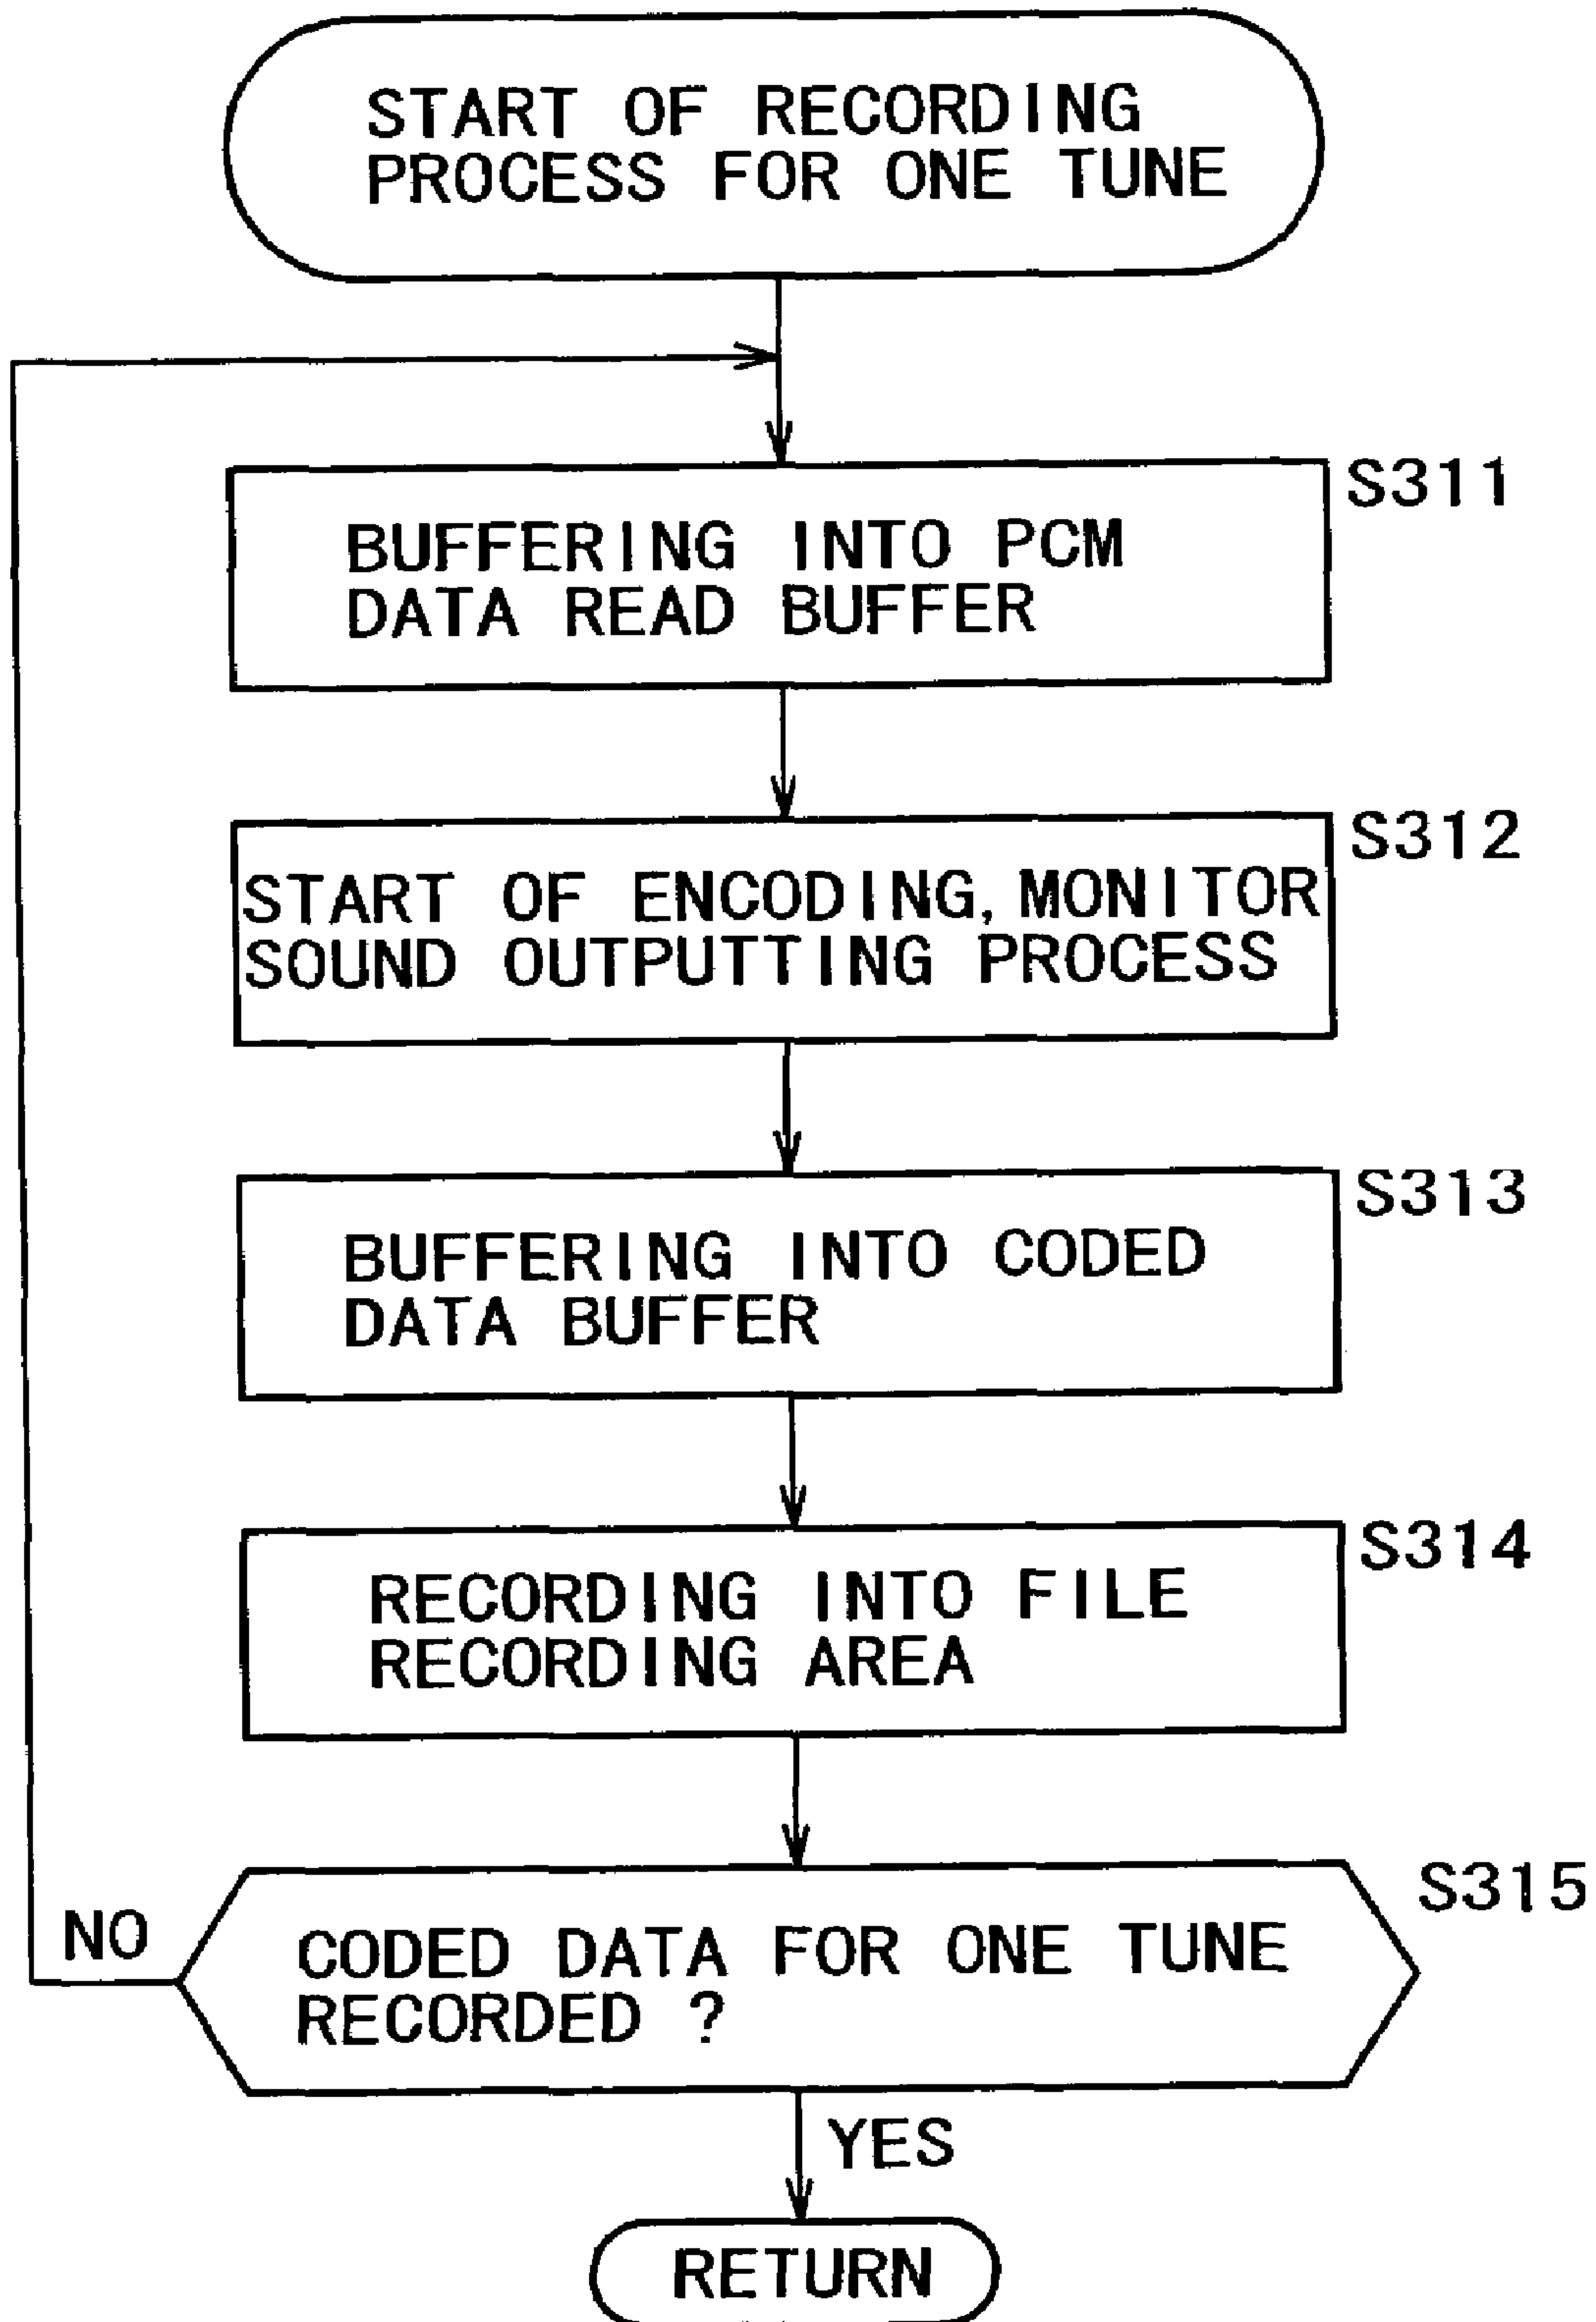 START OF RECORDING
PROCESS FOR ONE TUNE
S311
BUFFERING INTO PCM
DATA READ BUFFER
S312
START OF ENCODING, MONITOR
SOUND OUTPUTTING PROCESS
S313
BUFFERING INTO CODED
DATA BUFFER
S314
RECORDING INTO FILE
RECORDING AREA
S315
NO
CODED DATA FOR ONE TUNE
RECORDED ?
YES
RETURN